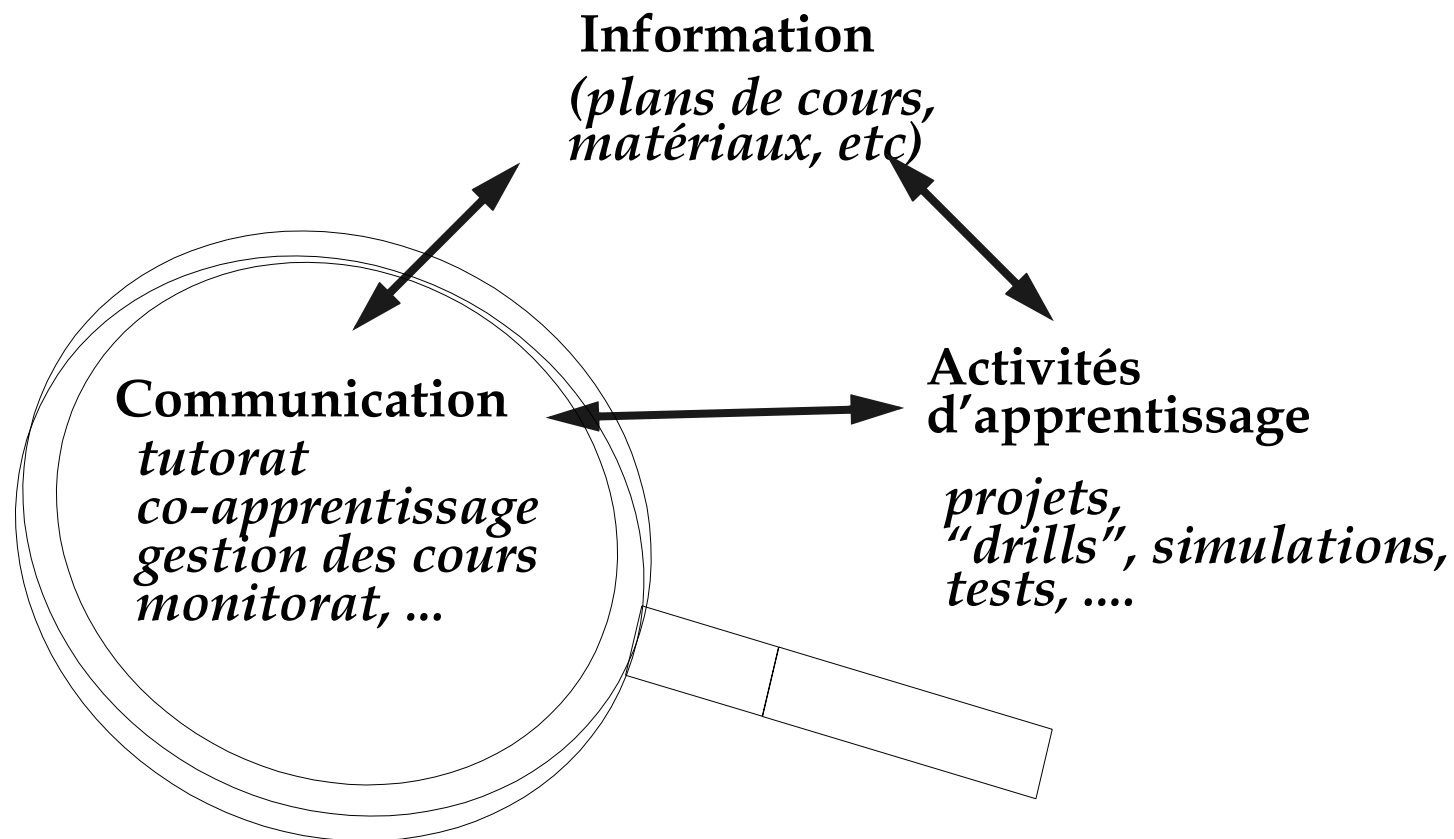 Information
(plans de cours,
matériaux, etc)
Communication
tutorat
co-apprentissage
gestion des cours
monitorat, ...
Activités
d’apprentissage
projets,
“drills”, simulations,
tests, ....